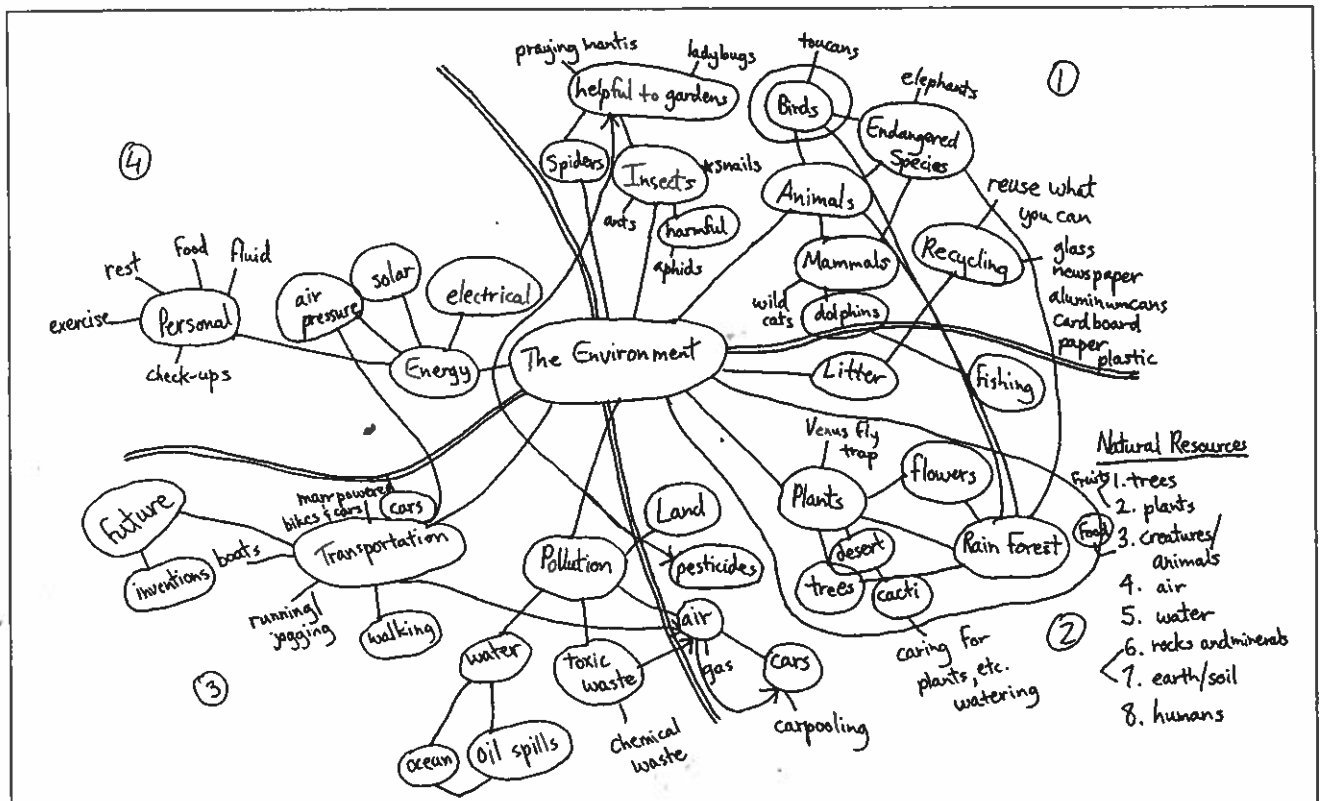 praying mantis
ladybugs
helpful to gardens
Spiders
Insects
*snails
ants
harmful
aphids
toucans
Birds
elephants
Endangered
Species
Animals
①
reuse what
you can
Recycling
glass
newspaper
aluminum cans
cardboard
paper
plastic
Mammals
wild
cats
dolphins
④
rest
food
fluid
exercise
Personal
check-ups
air
pressure
solar
electrical
Energy
The Environment
Litter
fishing
Venus fly
trap
flowers
Plants
desert
trees
cacti
Rain Forest
caring for
plants, etc.
watering
②
Natural Resources
Fruits
1. trees
2. plants
Food
3. creatures/
animals
4. air
5. water
6. rocks and minerals
7. earth/soil
8. humans
future
inventions
man powered
bikes & cars
cars
Transportation
boats
running/
jogging
walking
③
Pollution
Land
pesticides
air
water
toxic
waste
gas
cars
carpooling
ocean
oil spills
chemical
waste